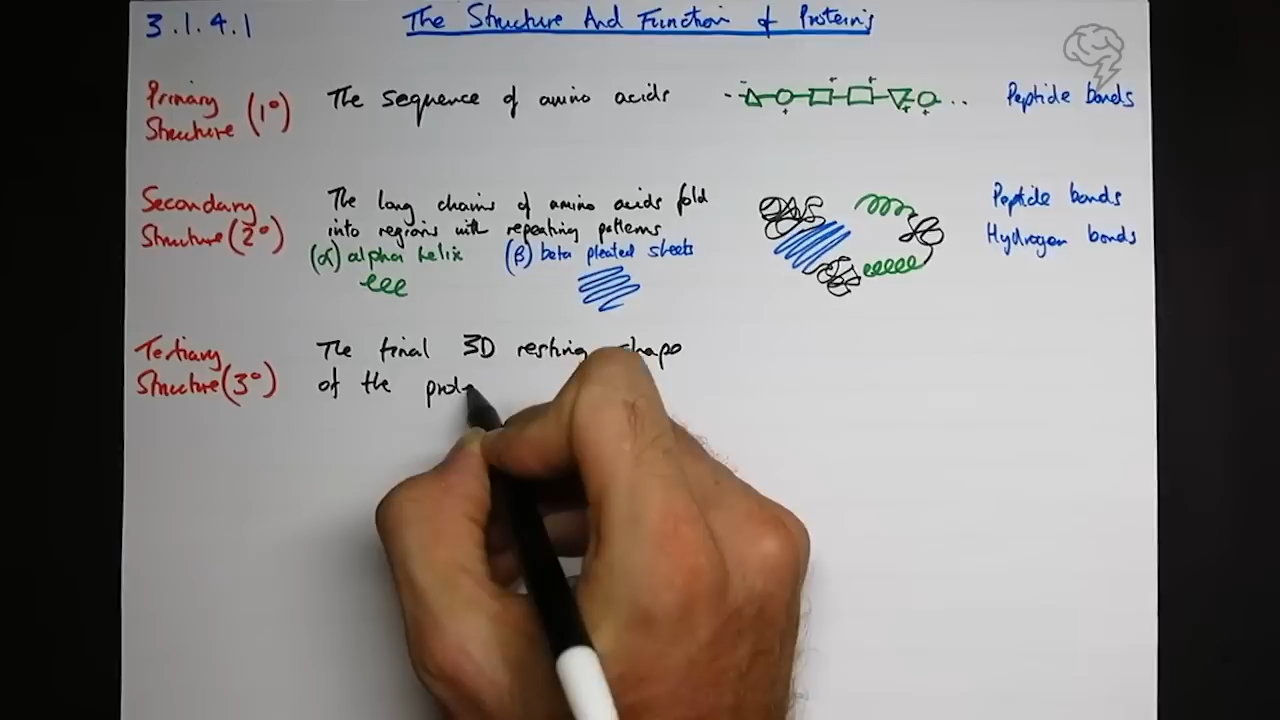 3.1.4.1 The Structure And Function of Proteins
Primary Structure (1°)
The sequence of amino acids
Peptide bonds
Secondary Structure (2°)
The long chains of amino acids fold
into regions with repeating patterns
(α) alpha helix (β) beta pleated sheets
Peptide bonds
Hydrogen bonds
Tertiary Structure (3°)
The final 3D resting shape
of the prote